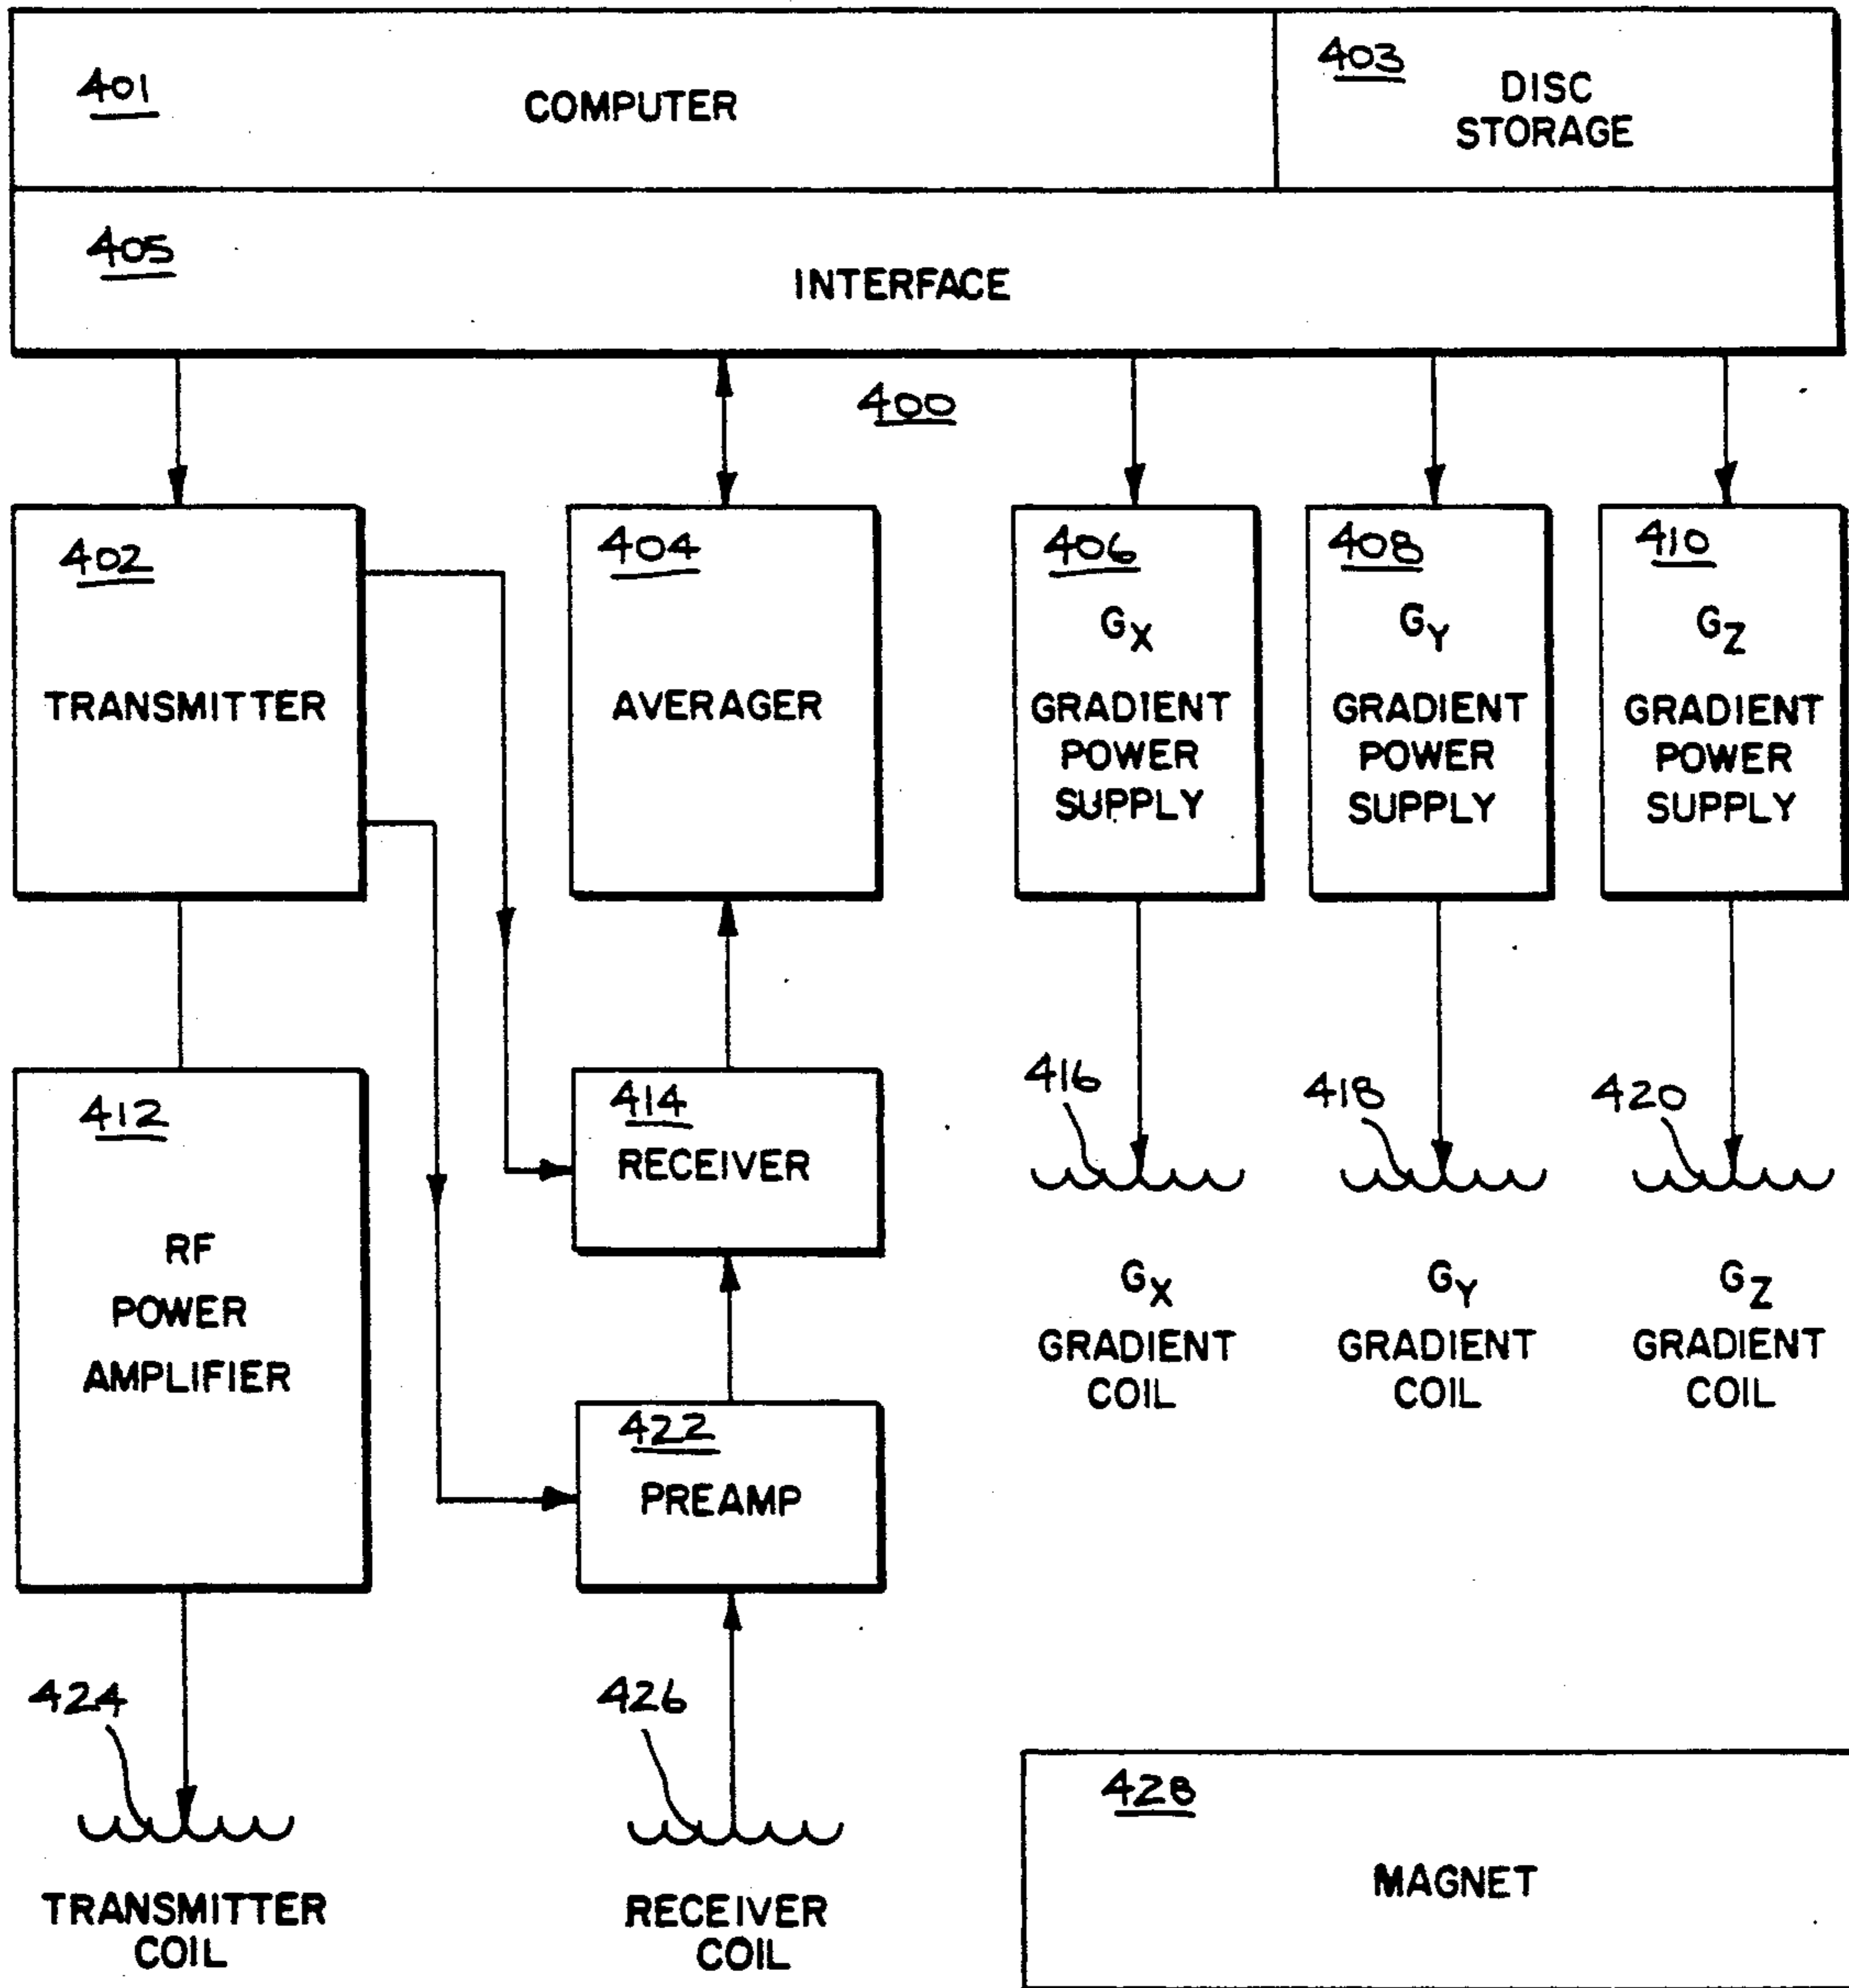 401
COMPUTER
403
DISC
STORAGE
405
INTERFACE
400
402
TRANSMITTER
404
AVERAGER
406
GX
GRADIENT
POWER
SUPPLY
408
GY
GRADIENT
POWER
SUPPLY
410
GZ
GRADIENT
POWER
SUPPLY
412
RF
POWER
AMPLIFIER
414
RECEIVER
416
GX
GRADIENT
COIL
418
GY
GRADIENT
COIL
420
GZ
GRADIENT
COIL
422
PREAMP
424
TRANSMITTER
COIL
426
RECEIVER
COIL
428
MAGNET